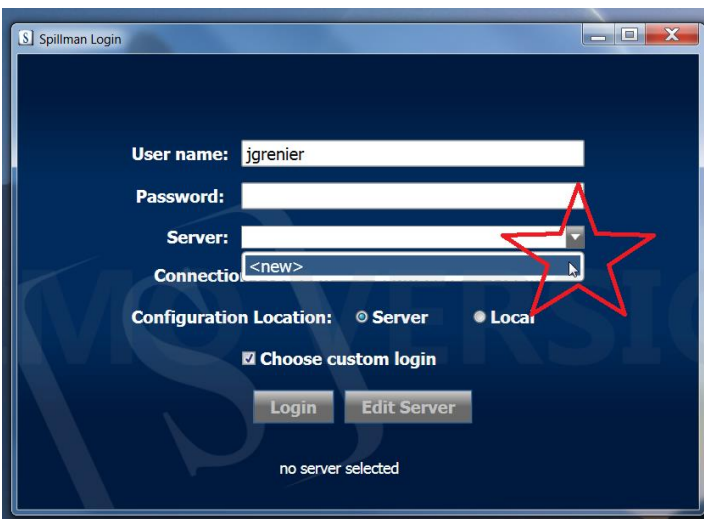 S Spillman Login
User name: jgrenier
Password:
Server:
<new>
Connectio
Configuration Location: Server Local
Choose custom login
Login Edit Server
no server selected